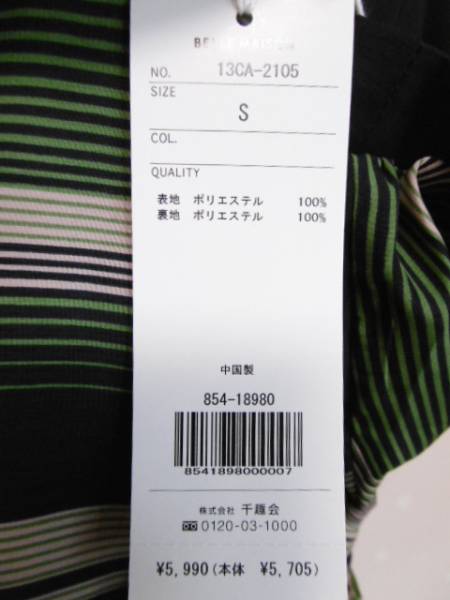 BELLE MAISON
NO. 13CA-2105
SIZE
S
COL.
QUALITY
表地 ポリエステル 100%
裏地 ポリエステル 100%
中国製
854-18980
8541898000007
株式会社 千趣会
0120-03-1000
¥5,990(本体 ¥5,705)